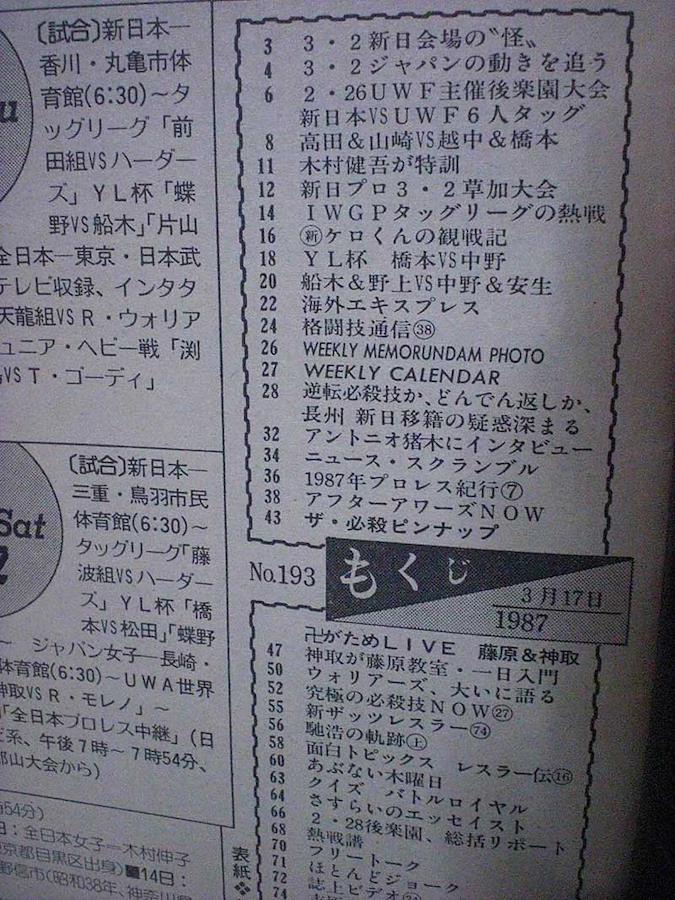 〔試合〕新日本—
香川・丸亀市体
育館(6:30)〜タ
ッグリーグ「前
田組VSハーダー
ズ」YL杯「蝶
野VS船木」「片山
全日本—東京・日本武
テレビ収録、インタタ
天龍組VSR・ウォリア
ュニア・ヘビー戦「渕
VST・ゴーディ」
Sat
〔試合〕新日本—
三重・鳥羽市民
体育館(6:30)〜
タッグリーグ「藤
波組VSハーダー
ズ」YL杯「橋
本VS松田」「蝶野
〜 ジャパン女子—長崎・
体育館(6:30)〜UWA世界
神取VSR・モレノ」〜
「全日本プロレス中継」(日
系、午後7時〜7時54分、
郡山大会から)
時54分)
日:全日本女子=木村伸子
東京都目黒区出身)■14日:
野信市(昭和38年、神奈川県
3 3・2新日会場の〝怪〟
4 3・2ジャパンの動きを追う
6 2・26UWF主催後楽園大会
新日本VSUWF6人タッグ
8 高田&山崎VS越中&橋本
11 木村健吾が特訓
12 新日プロ3・2草加大会
14 IWGPタッグリーグの熱戦
16 ㊟ケロくんの観戦記
18 YL杯 橋本VS中野
20 船木&野上VS中野&安生
22 海外エキスプレス
24 格闘技通信㊳
26 WEEKLY MEMORUNDAM PHOTO
27 WEEKLY CALENDAR
28 逆転必殺技か、どんでん返しか、
長州 新日移籍の疑惑深まる
32 アントニオ猪木にインタビュー
34 ニュース・スクランブル
36 1987年プロレス紀行⑦
38 アフターアワーズNOW
43 ザ・必殺ピンナップ
No.193 もくじ 3月17日
1987
卍がためLIVE 藤原&神取
47 神取が藤原教室・一日入門
50 ウォリアーズ、大いに語る
52 究極の必殺技NOW㉗
55 新ザッツレスラー㊆
56 馳浩の軌跡㊤
58 面白トピックス レスラー伝⑯
60 あぶない木曜日
63 クイズ バトルロイヤル
64 さすらいのエッセイスト
66 2・28後楽園、総括リポート
68 熱戦譜
70 フリートーク
71 ほとんどジョーク
72 誌上ビデオ
74
表紙❖